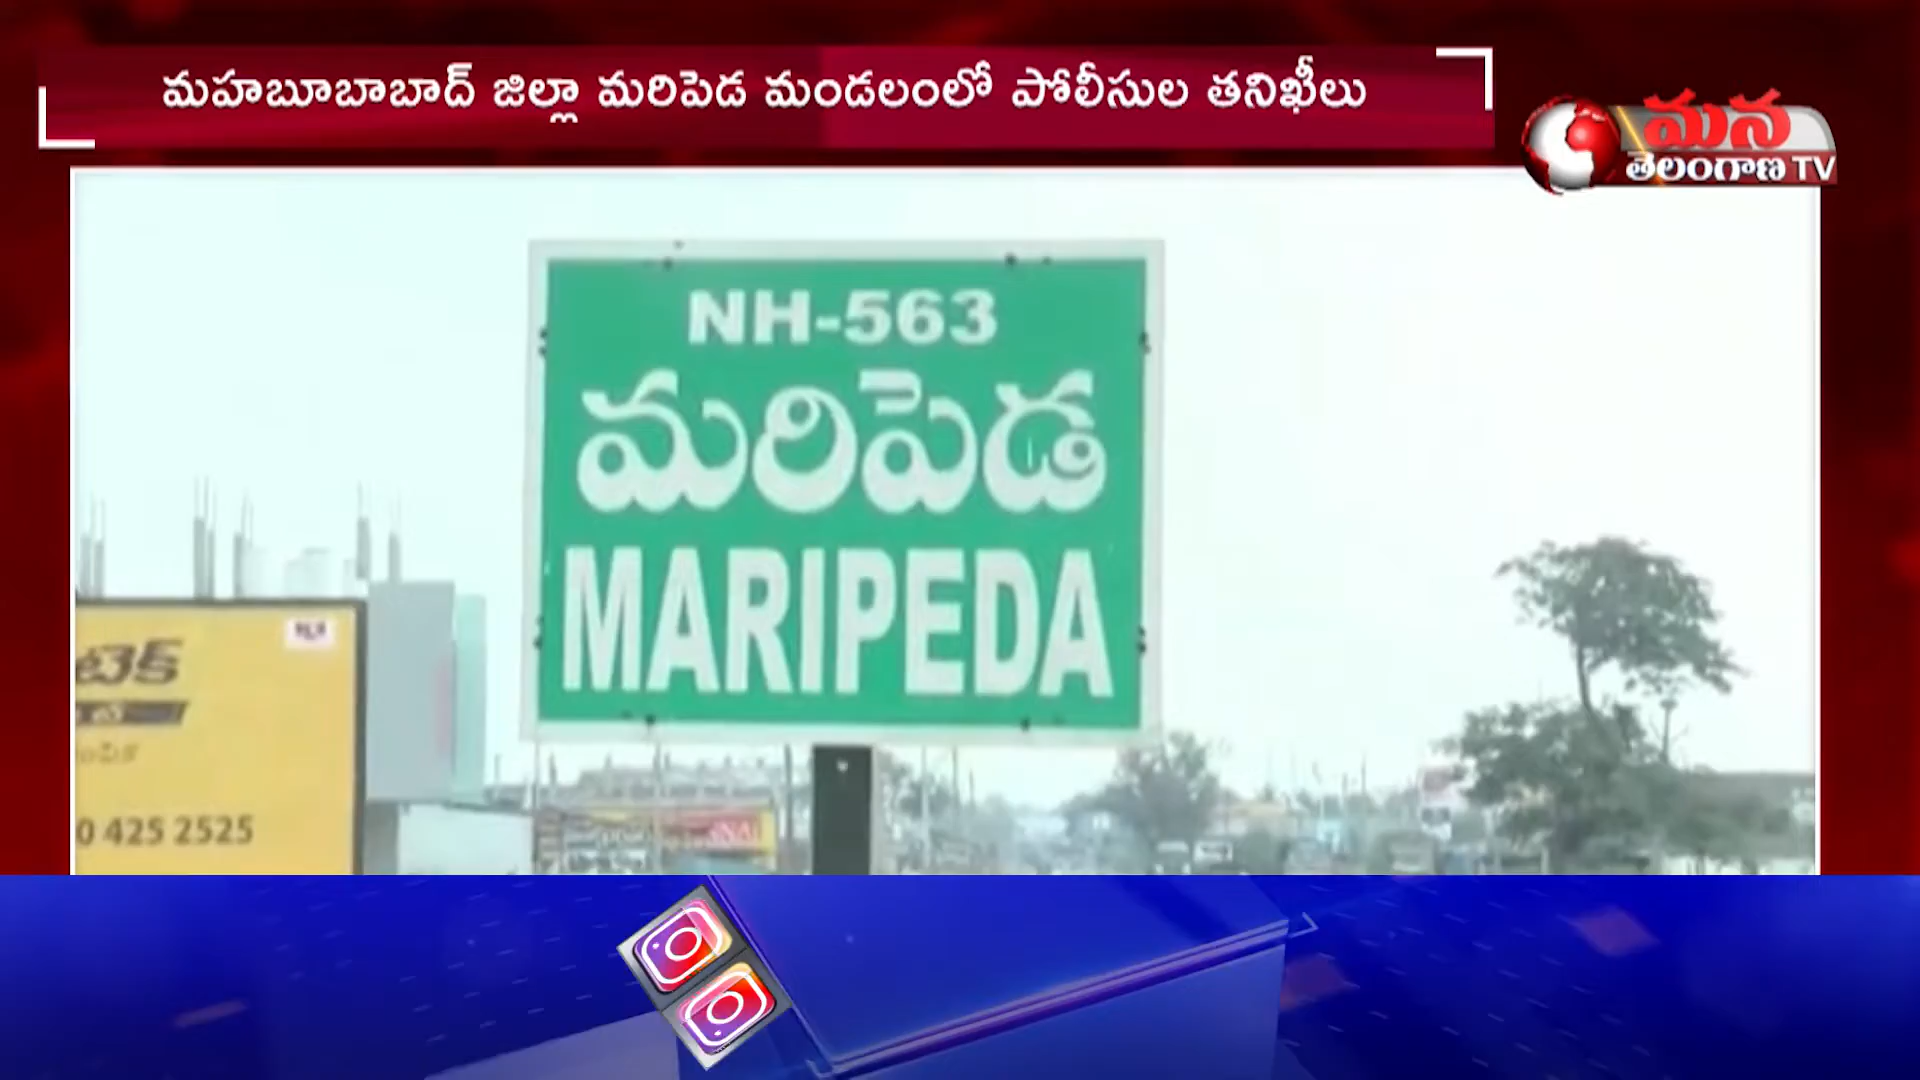 మహబూబాబాద్ జిల్లా మరిపెడ మండలంలో పోలీసుల తనిఖీలు
మన
తెలంగాణ TV
NH-563
మరిపెడ
MARIPEDA
టెక్
0 425 2525